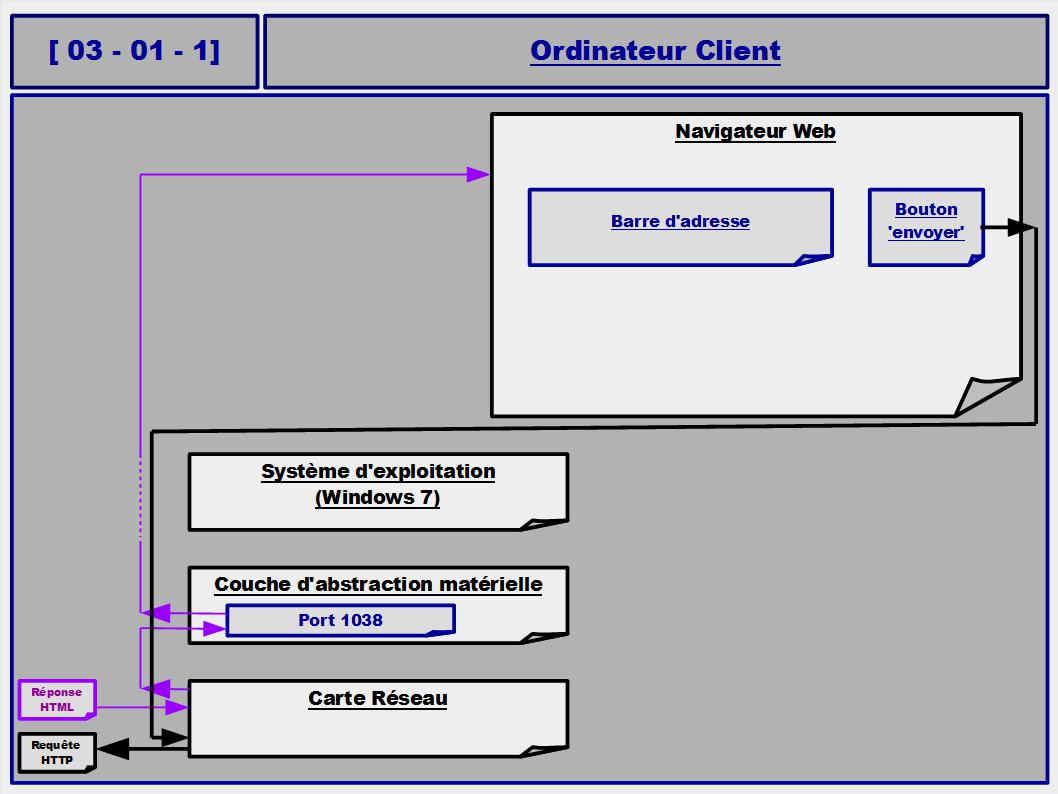 [ 03 - 01 - 1]
Ordinateur Client
Navigateur Web
Barre d'adresse
Bouton
'envoyer'
Système d'exploitation
(Windows 7)
Couche d'abstraction matérielle
Port 1038
Carte Réseau
Réponse
HTML
Requête
HTTP